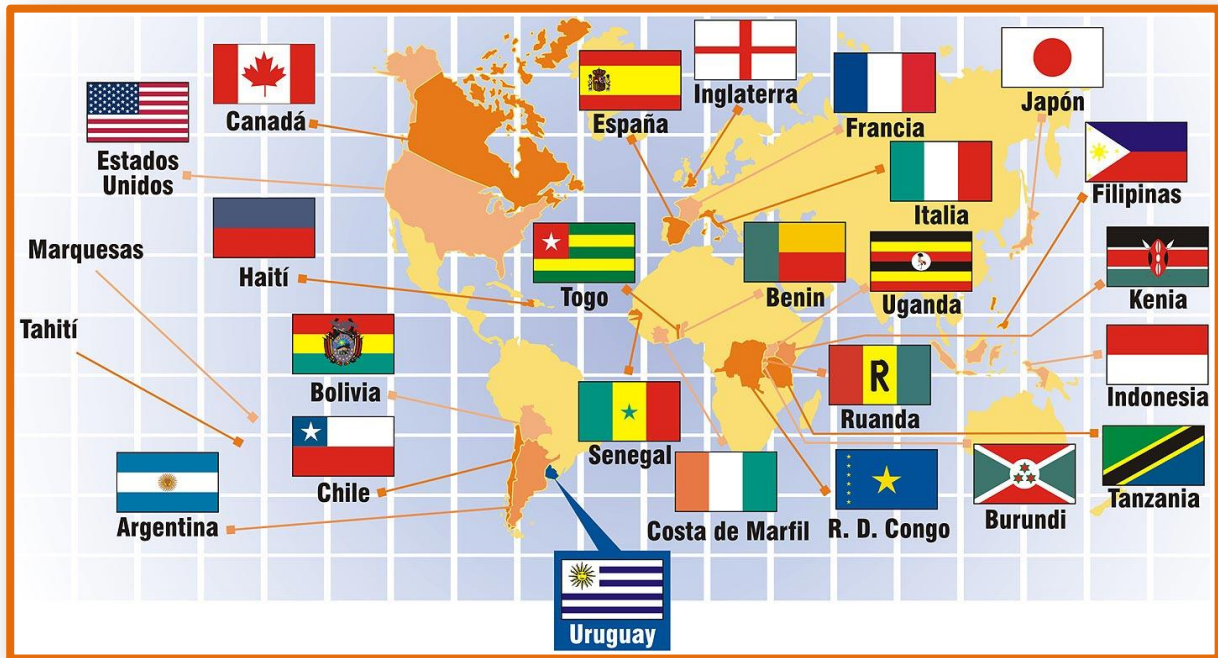 Canadá
Estados
Unidos
España
Inglaterra
Francia
Japón
Italia
Filipinas
Marquesas
Haití
Togo
Benin
Uganda
Kenia
Tahití
Bolivia
Senegal
R
Ruanda
Indonesia
Argentina
Chile
Costa de Marfil
R. D. Congo
Burundi
Tanzania
Uruguay